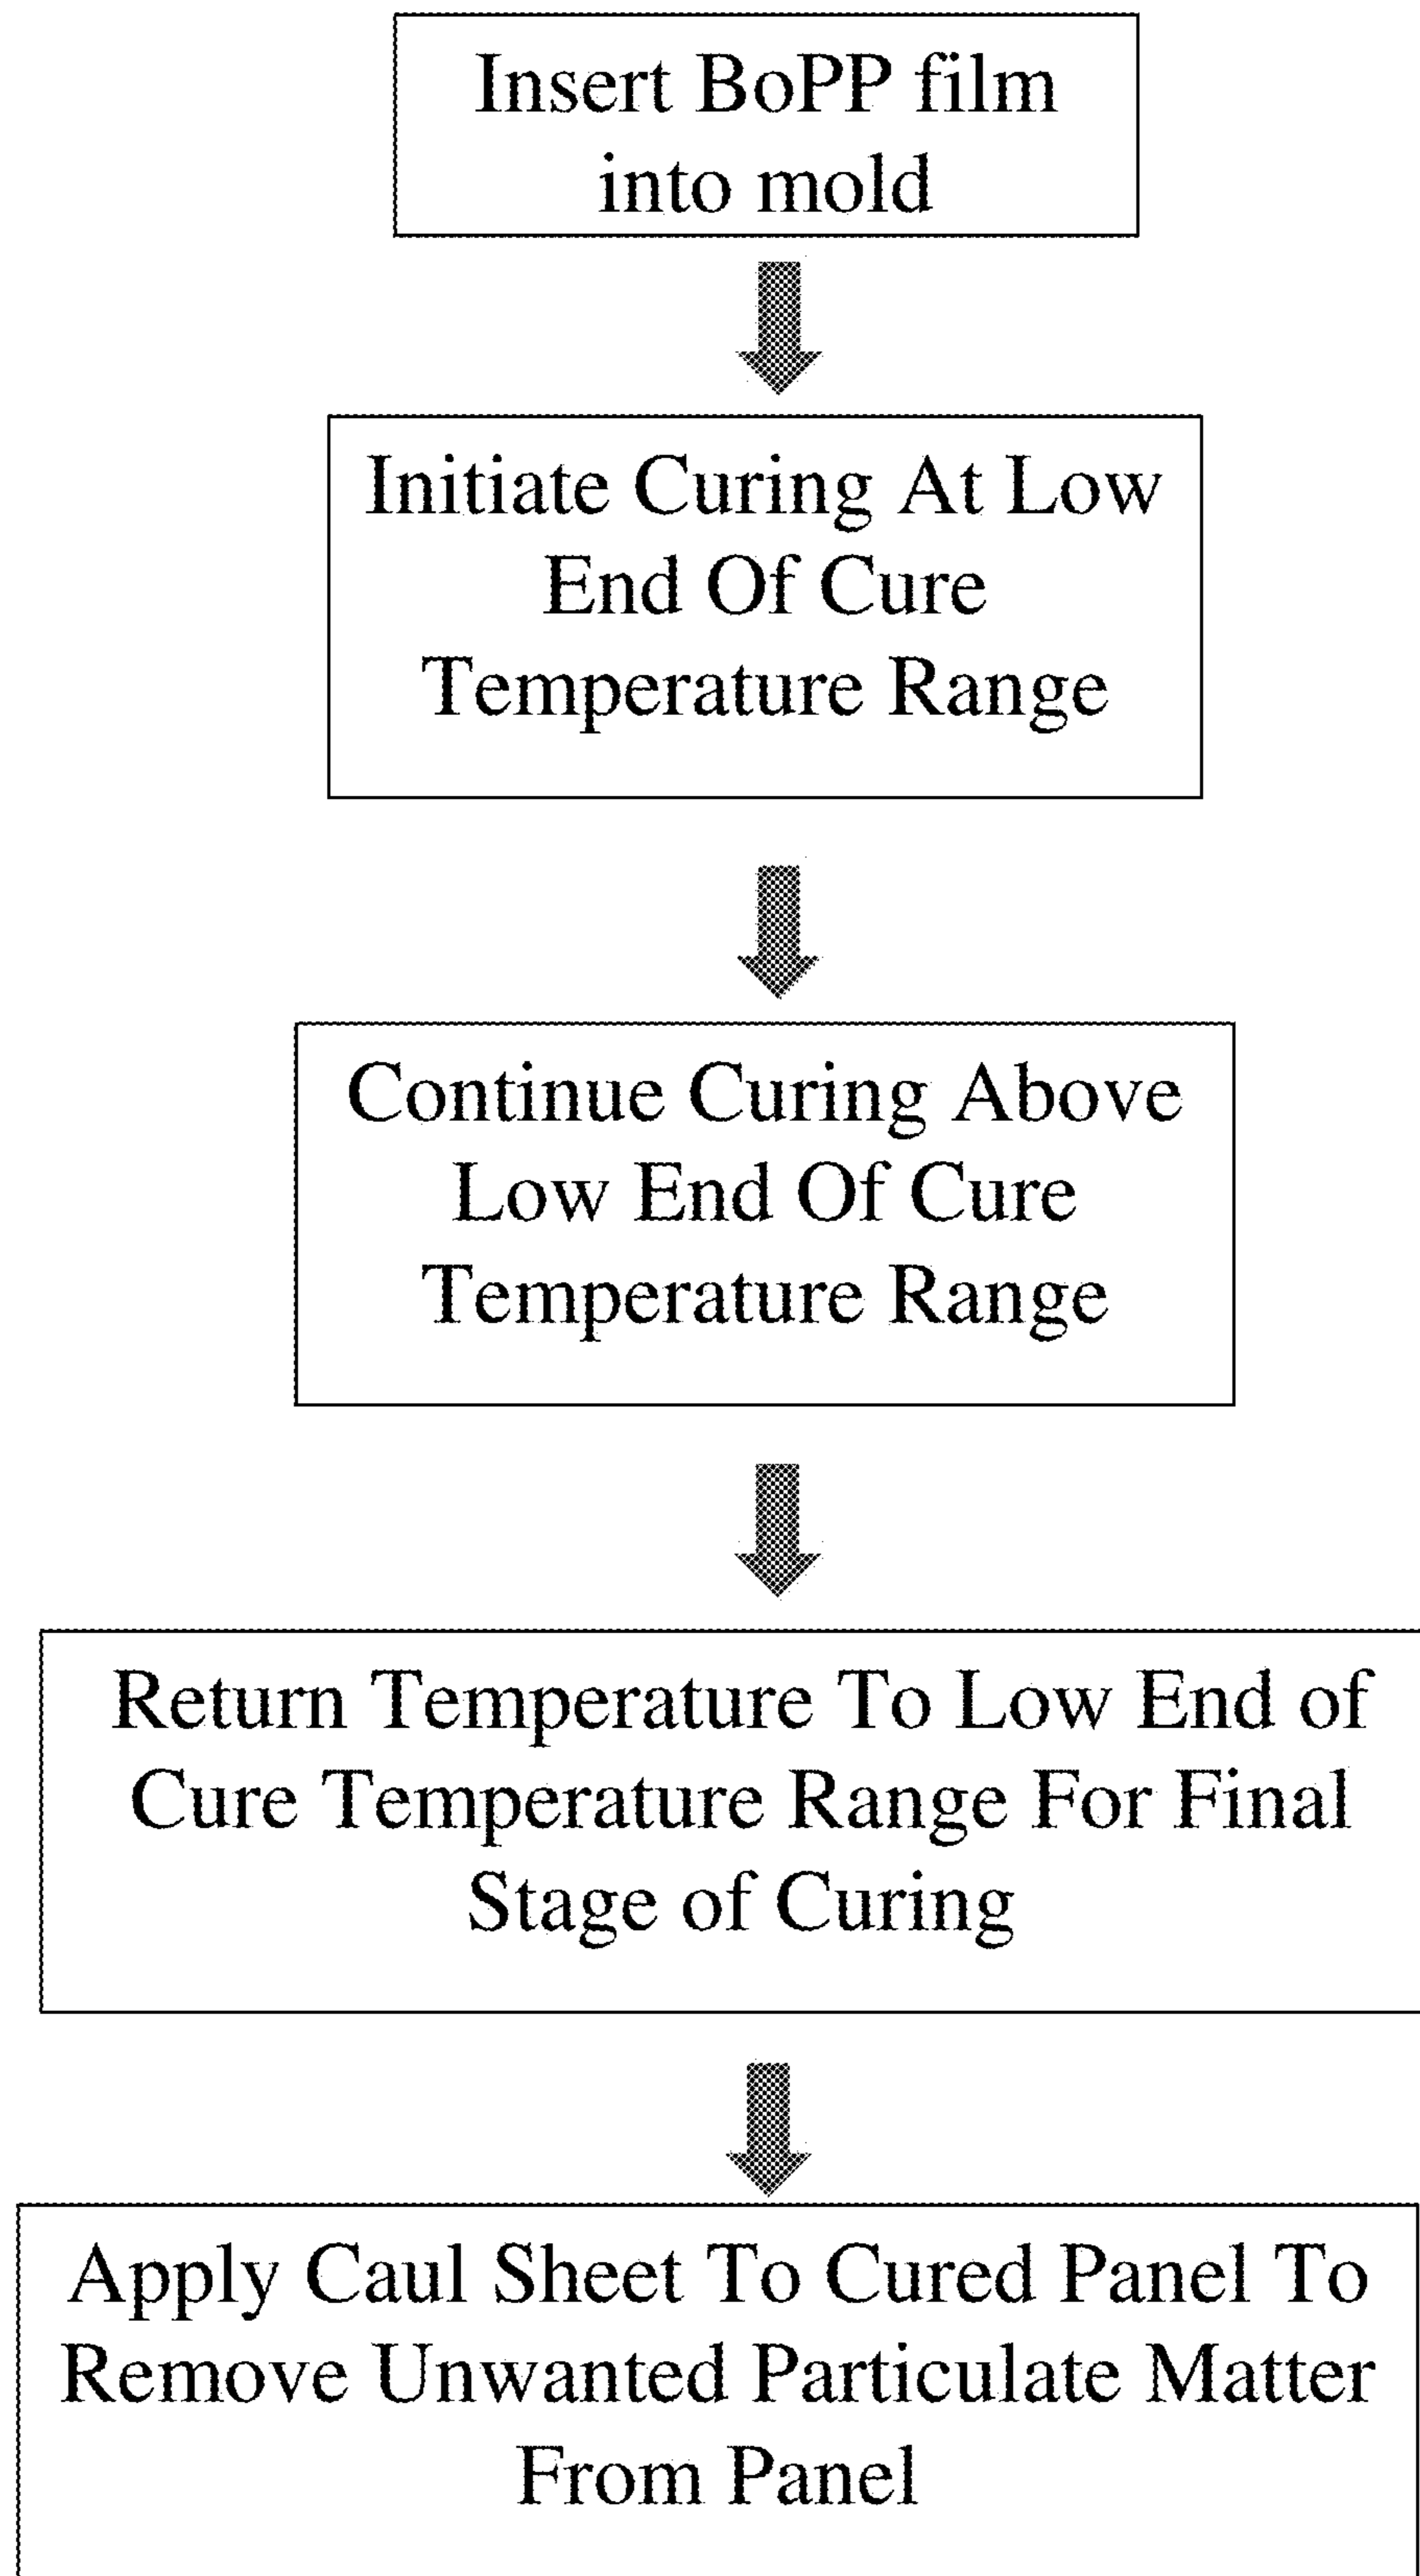 Insert BoPP film
into mold
Initiate Curing At Low
End Of Cure
Temperature Range
Continue Curing Above
Low End Of Cure
Temperature Range
Return Temperature To Low End of
Cure Temperature Range For Final
Stage of Curing
Apply Caul Sheet To Cured Panel To
Remove Unwanted Particulate Matter
From Panel